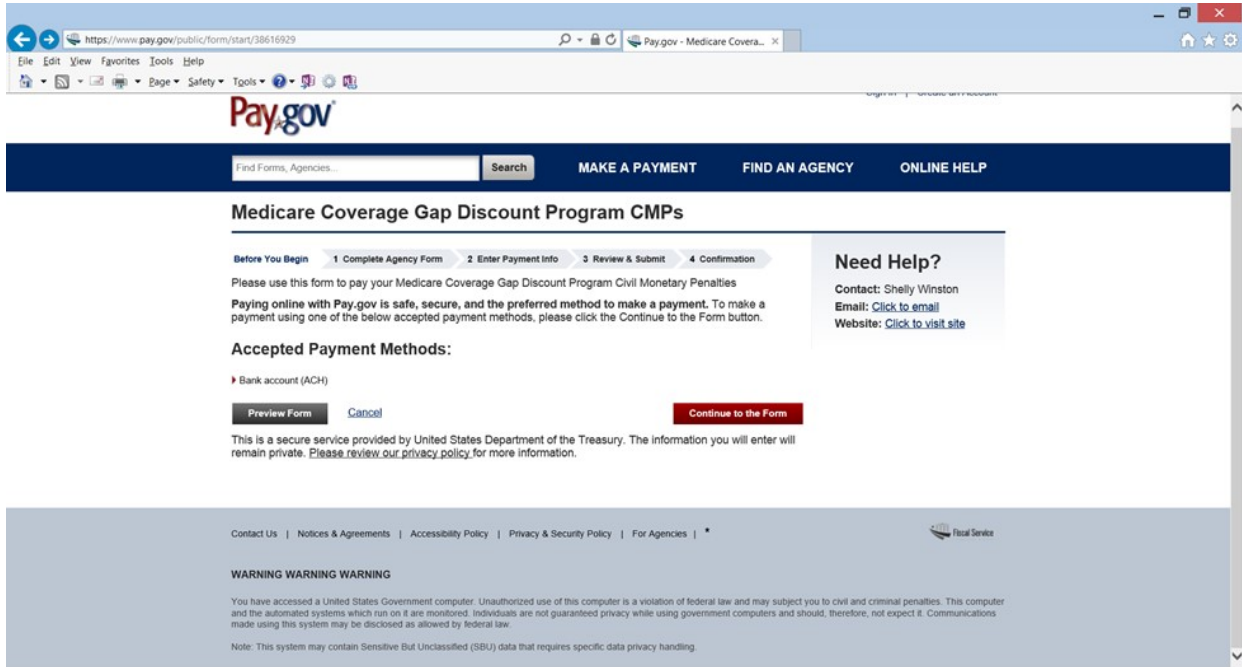 https://www.pay.gov/public/form/start/38616929
Pay.gov - Medicare Covera...
File Edit View Favorites Tools Help
Page Safety Tools
Sign In | Create an Account
Pay.gov
Find Forms, Agencies...
Search
MAKE A PAYMENT
FIND AN AGENCY
ONLINE HELP
Medicare Coverage Gap Discount Program CMPs
Before You Begin
1 Complete Agency Form
2 Enter Payment Info
3 Review & Submit
4 Confirmation
Please use this form to pay your Medicare Coverage Gap Discount Program Civil Monetary Penalties
Paying online with Pay.gov is safe, secure, and the preferred method to make a payment. To make a
payment using one of the below accepted payment methods, please click the Continue to the Form button.
Accepted Payment Methods:
Bank account (ACH)
Preview Form
Cancel
Continue to the Form
This is a secure service provided by United States Department of the Treasury. The information you will enter will
remain private. Please review our privacy policy for more information.
Need Help?
Contact: Shelly Winston
Email: Click to email
Website: Click to visit site
Contact Us | Notices & Agreements | Accessibility Policy | Privacy & Security Policy | For Agencies | *
Fiscal Service
WARNING WARNING WARNING
You have accessed a United States Government computer. Unauthorized use of this computer is a violation of federal law and may subject you to civil and criminal penalties. This computer
and the automated systems which run on it are monitored. Individuals are not guaranteed privacy while using government computers and should, therefore, not expect it. Communications
made using this system may be disclosed as allowed by federal law.
Note: This system may contain Sensitive But Unclassified (SBU) data that requires specific data privacy handling.